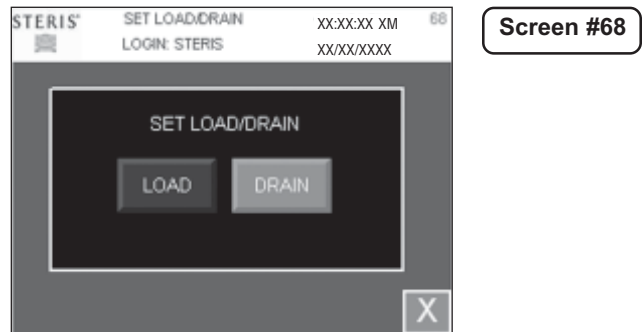 STERIS® SET LOAD/DRAIN XX:XX:XX XM 68
LOGIN: STERIS XX/XX/XXXX
Screen #68
SET LOAD/DRAIN
LOAD DRAIN
X